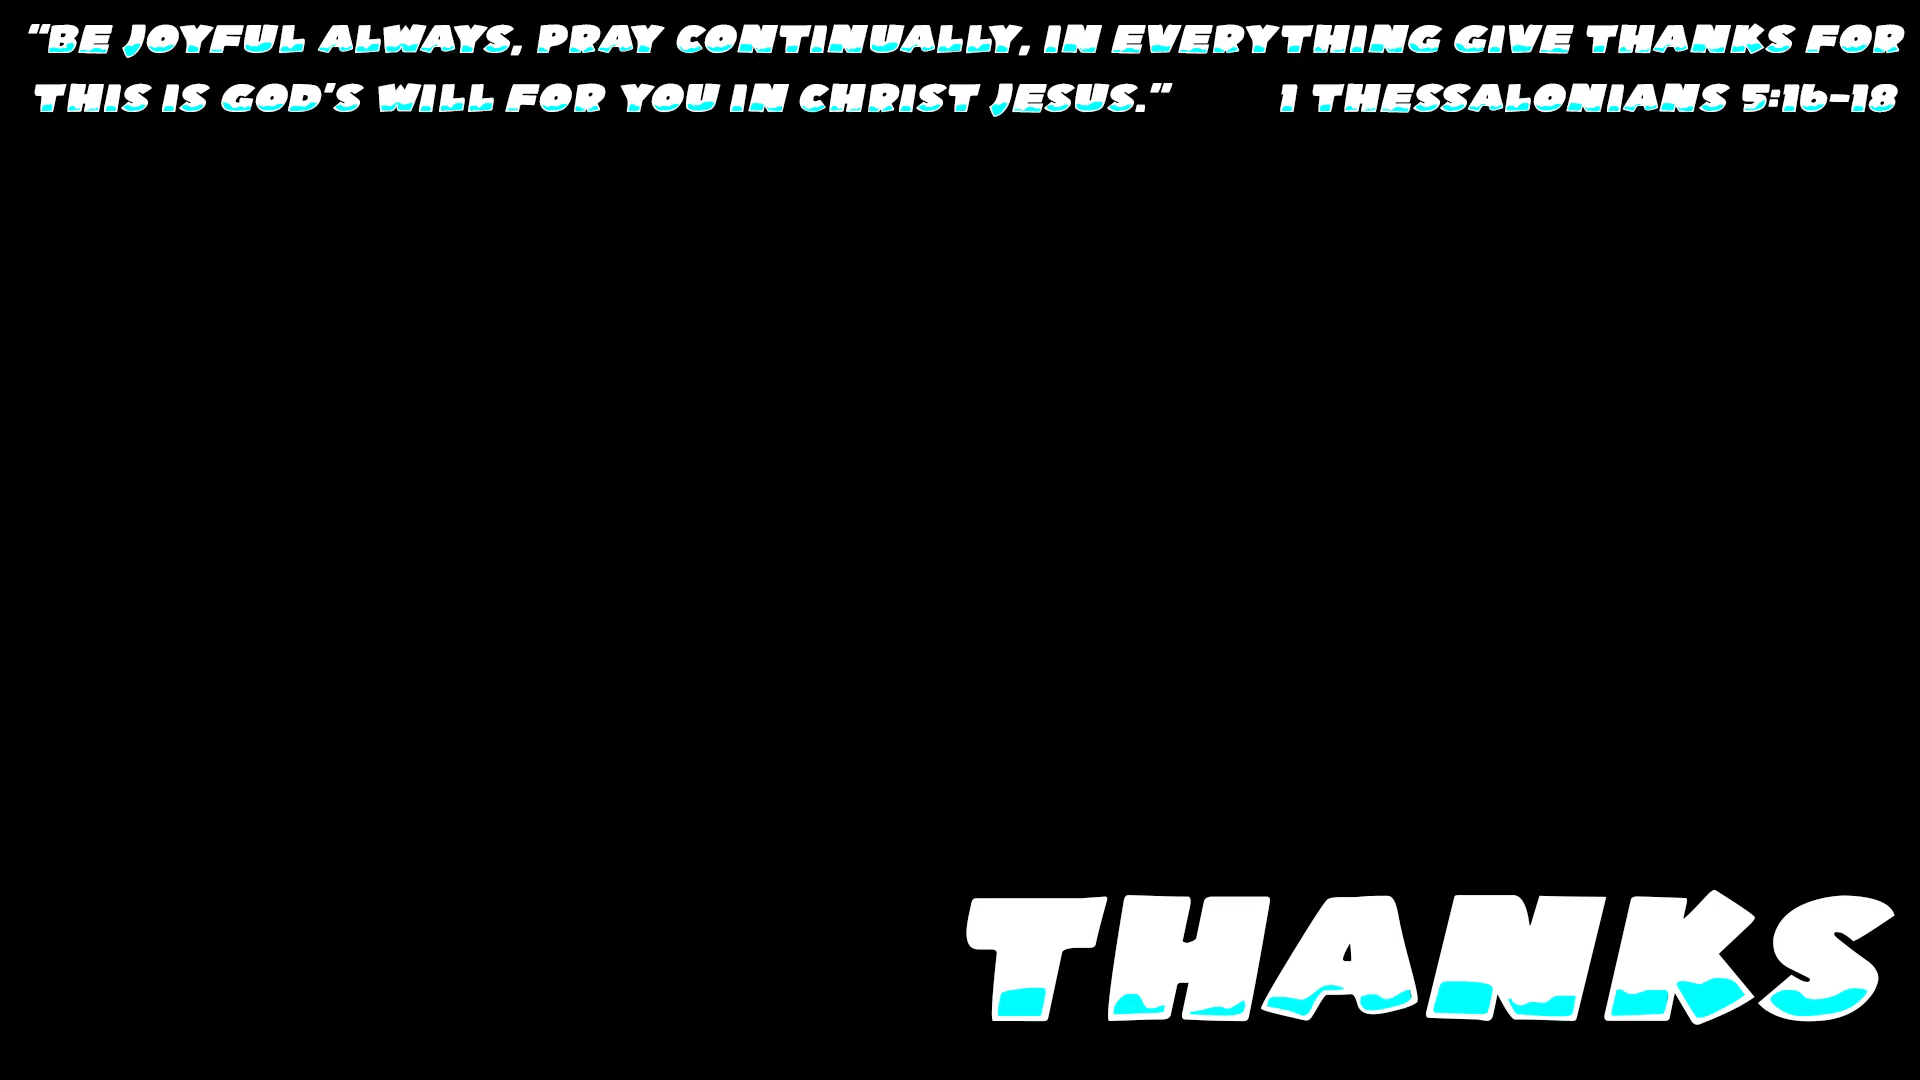 “BE JOYFUL ALWAYS, PRAY CONTINUALLY, IN EVERYTHING GIVE THANKS FOR
THIS IS GOD’S WILL FOR YOU IN CHRIST JESUS.” 1 THESSALONIANS 5:16-18
THANKS